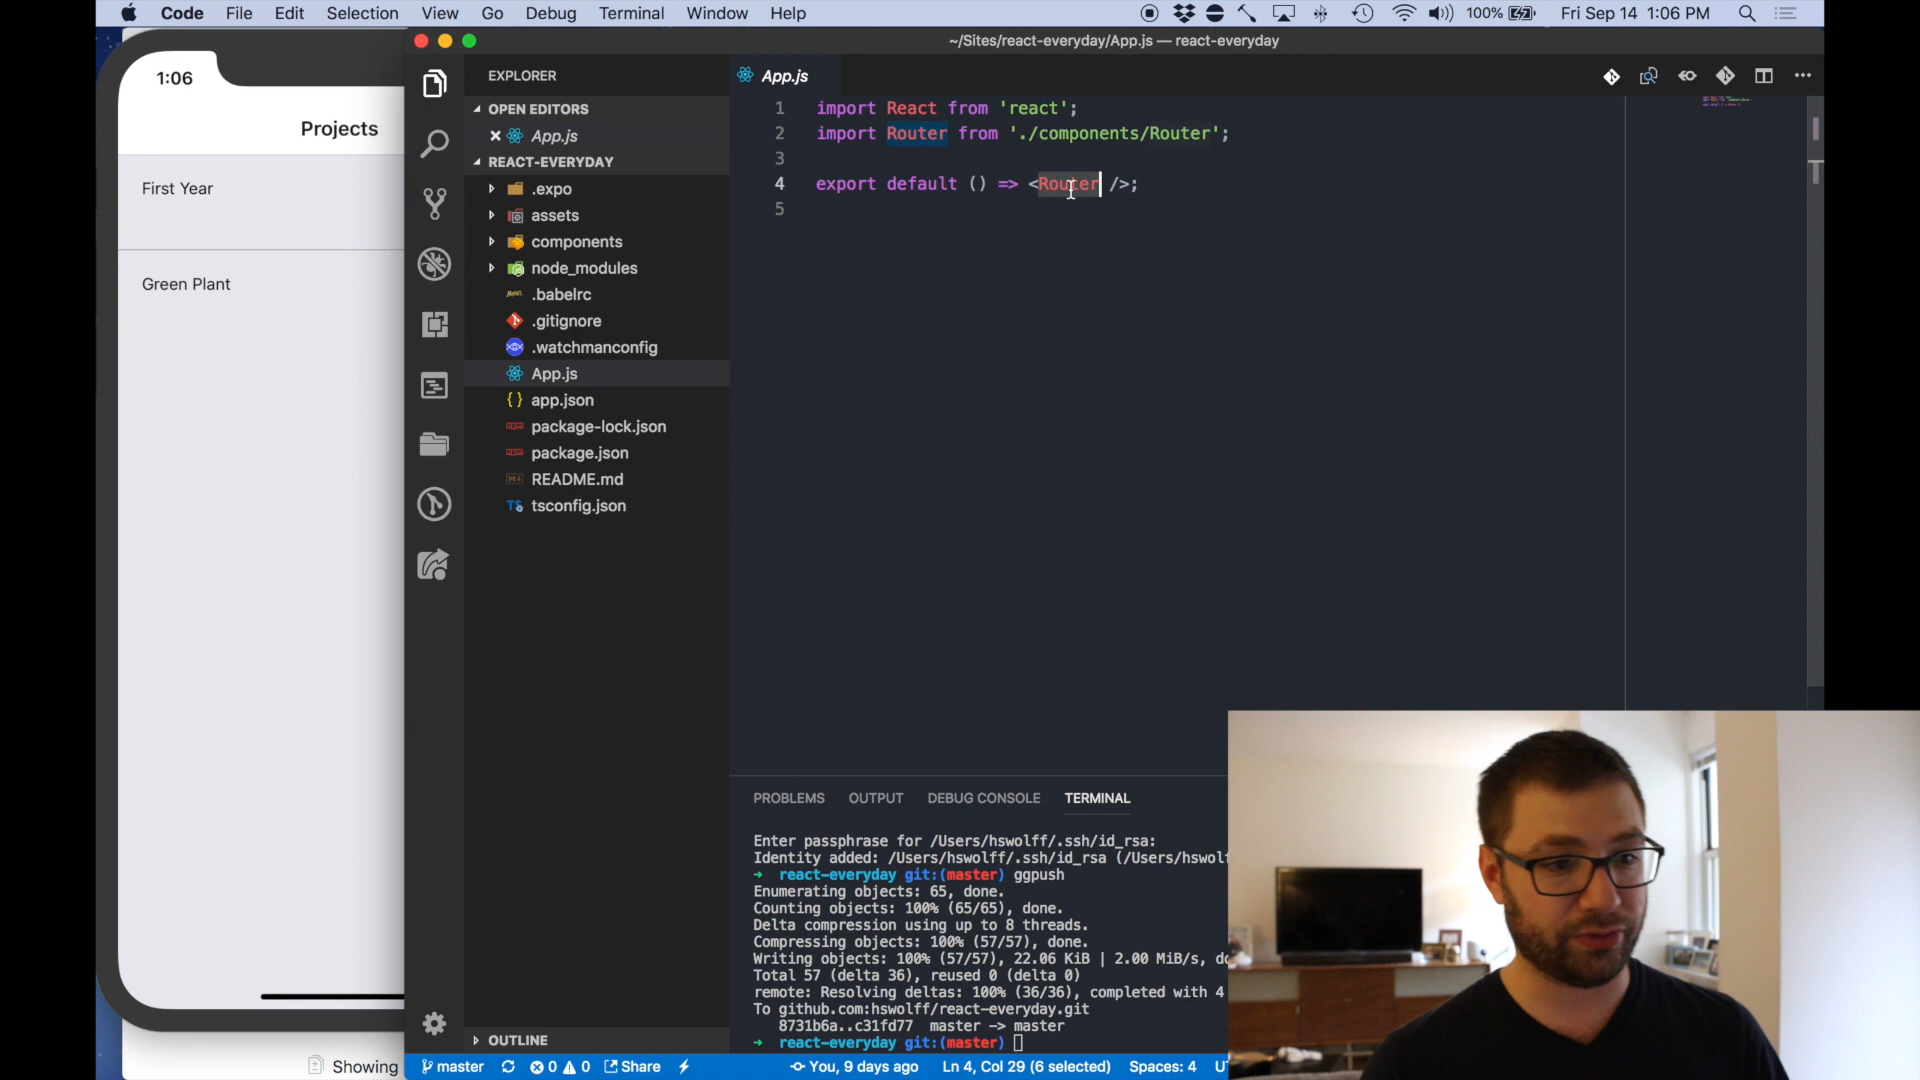 Code File Edit Selection View Go Debug Terminal Window Help 100% Fri Sep 14 1:06 PM
~/Sites/react-everyday/App.js — react-everyday
1:06
Projects
First Year
Green Plant
Showing
EXPLORER
OPEN EDITORS
App.js
REACT-EVERYDAY
.expo
assets
components
node_modules
.babelrc
.gitignore
.watchmanconfig
App.js
{ } app.json
package-lock.json
package.json
README.md
TS tsconfig.json
OUTLINE
App.js
1 import React from 'react';
2 import Router from './components/Router';
3
4 export default () => <Router />;
5
PROBLEMS OUTPUT DEBUG CONSOLE TERMINAL
Enter passphrase for /Users/hswolff/.ssh/id_rsa:
Identity added: /Users/hswolff/.ssh/id_rsa (/Users/hswolf
→ react-everyday git:(master) ggpush
Enumerating objects: 65, done.
Counting objects: 100% (65/65), done.
Delta compression using up to 8 threads.
Compressing objects: 100% (57/57), done.
Writing objects: 100% (57/57), 22.06 KiB | 2.00 MiB/s, do
Total 57 (delta 36), reused 0 (delta 0)
remote: Resolving deltas: 100% (36/36), completed with 4
To github.com:hswolff/react-everyday.git
8731b6a..c31fd77 master -> master
→ react-everyday git:(master)
master 0 0 Share You, 9 days ago Ln 4, Col 29 (6 selected) Spaces: 4 U